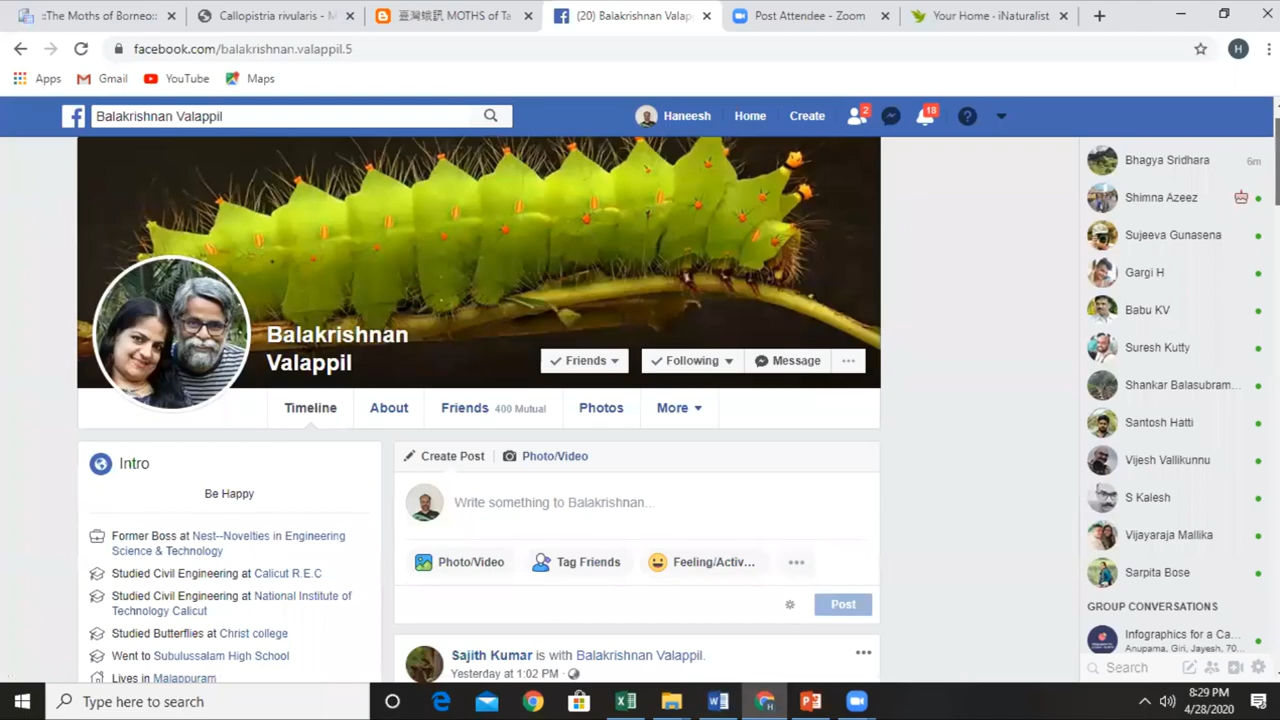 ::The Moths of Borneo::
Callopistria rivularis - M
臺灣蛾訊 MOTHS of Ta
(20) Balakrishnan Valap
Post Attendee - Zoom
Your Home · iNaturalist
facebook.com/balakrishnan.valappil.5
H
Apps
Gmail
YouTube
Maps
Balakrishnan Valappil
Haneesh
Home
Create
2
18
Balakrishnan
Valappil
Friends
Following
Message
Timeline
About
Friends 400 Mutual
Photos
More
Intro
Be Happy
Former Boss at Nest--Novelties in Engineering
Science & Technology
Studied Civil Engineering at Calicut R.E.C
Studied Civil Engineering at National Institute of
Technology Calicut
Studied Butterflies at Christ college
Went to Subulussalam High School
Lives in Malappuram
Create Post
Photo/Video
Write something to Balakrishnan...
Photo/Video
Tag Friends
Feeling/Activ...
Post
Sajith Kumar is with Balakrishnan Valappil.
Yesterday at 1:02 PM ·
Bhagya Sridhara 6m
Shimna Azeez
Sujeeva Gunasena
Gargi H
Babu KV
Suresh Kutty
Shankar Balasubram...
Santosh Hatti
Vijesh Vallikunnu
S Kalesh
Vijayaraja Mallika
Sarpita Bose
GROUP CONVERSATIONS
Infographics for a Ca...
Anupama, Giri, Jayesh, 70...
Search
Type here to search
8:29 PM
4/28/2020